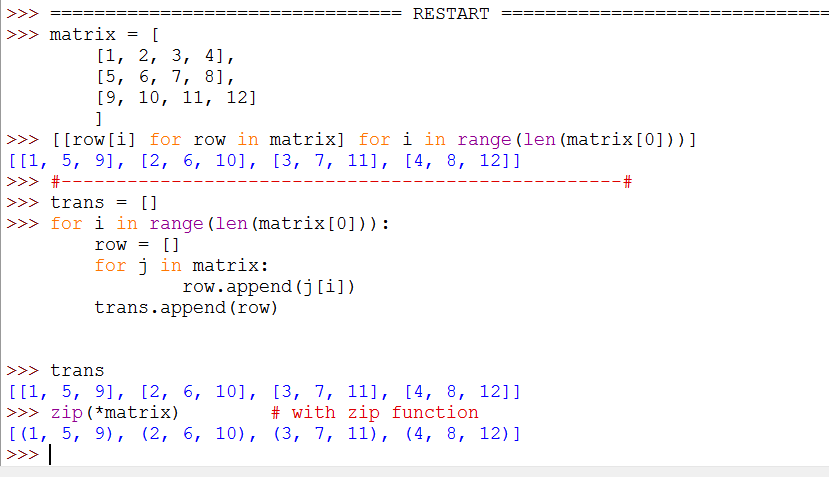 >>> ================================ RESTART ==============================
>>> matrix = [
        [1, 2, 3, 4],
        [5, 6, 7, 8],
        [9, 10, 11, 12]
        ]
>>> [[row[i] for row in matrix] for i in range(len(matrix[0]))]
[[1, 5, 9], [2, 6, 10], [3, 7, 11], [4, 8, 12]]
>>> #---------------------------------------------------#
>>> trans = []
>>> for i in range(len(matrix[0])):
        row = []
        for j in matrix:
                row.append(j[i])
        trans.append(row)
>>> trans
[[1, 5, 9], [2, 6, 10], [3, 7, 11], [4, 8, 12]]
>>> zip(*matrix)        # with zip function
[(1, 5, 9), (2, 6, 10), (3, 7, 11), (4, 8, 12)]
>>>